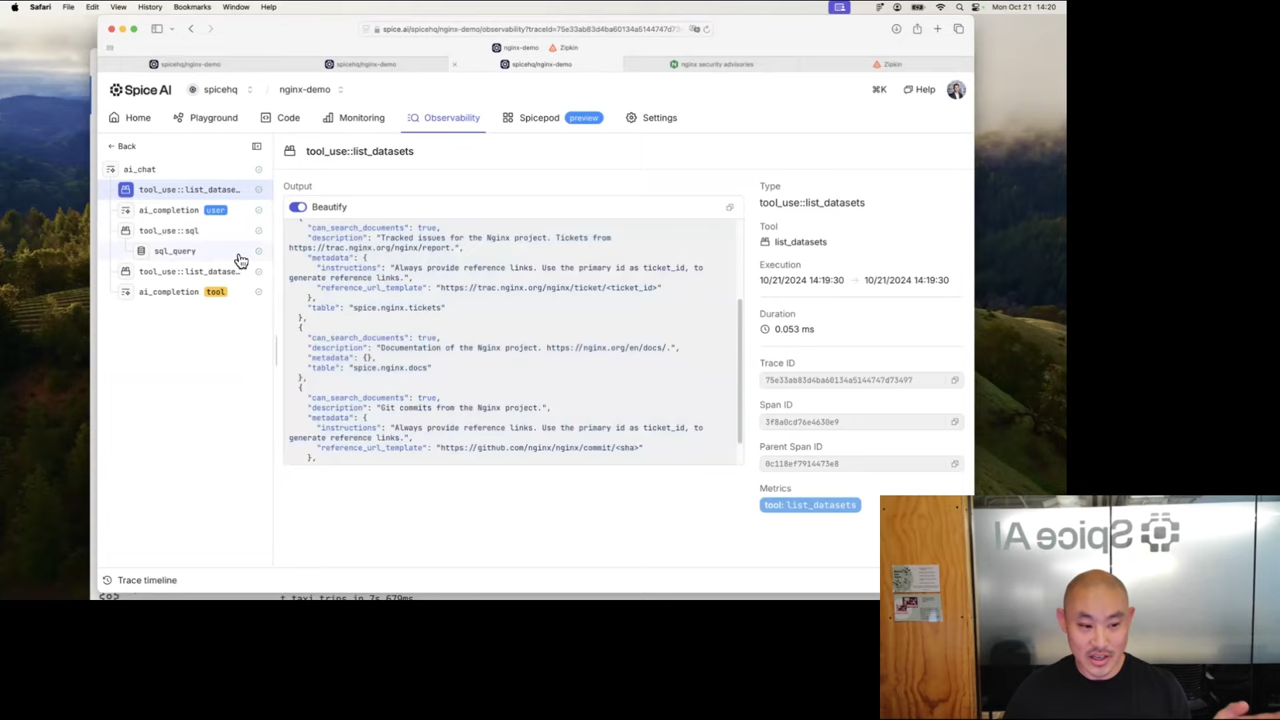 Safari File Edit View History Bookmarks Window Help
Mon Oct 21 14:20
spice.ai/spicehq/nginx-demo/observability?traceId=75e33ab83d4ba60134a5144747d73
nginx-demo Zipkin
spicehq/nginx-demo spicehq/nginx-demo spicehq/nginx-demo nginx security advisories Zipkin
Spice AI spicehq nginx-demo ⌘K Help
Home Playground Code Monitoring Observability Spicepod preview Settings
Back
ai_chat
tool_use::list_datase…
ai_completion user
tool_use::sql
sql_query
tool_use::list_datase…
ai_completion tool
Trace timeline
tool_use::list_datasets
Output
Beautify
{
"can_search_documents": true,
"description": "Tracked issues for the Nginx project. Tickets from
https://trac.nginx.org/nginx/report.",
"metadata": {
"instructions": "Always provide reference links. Use the primary id as ticket_id, to
generate reference links.",
"reference_url_template": "https://trac.nginx.org/nginx/ticket/<ticket_id>"
},
"table": "spice.nginx.tickets"
},
{
"can_search_documents": true,
"description": "Documentation of the Nginx project. https://nginx.org/en/docs/.",
"metadata": {},
"table": "spice.nginx.docs"
},
{
"can_search_documents": true,
"description": "Git commits from the Nginx project.",
"metadata": {
"instructions": "Always provide reference links. Use the primary id as ticket_id, to
generate reference links.",
"reference_url_template": "https://github.com/nginx/nginx/commit/<sha>"
},
Type
tool_use::list_datasets
Tool
list_datasets
Execution
10/21/2024 14:19:30 → 10/21/2024 14:19:30
Duration
0.053 ms
Trace ID
75e33ab83d4ba60134a5144747d73497
Span ID
3f8a0cd76e4630e9
Parent Span ID
0c118ef7914473e8
Metrics
tool: list_datasets
t taxi trips in 7s 679ms
Spice AI